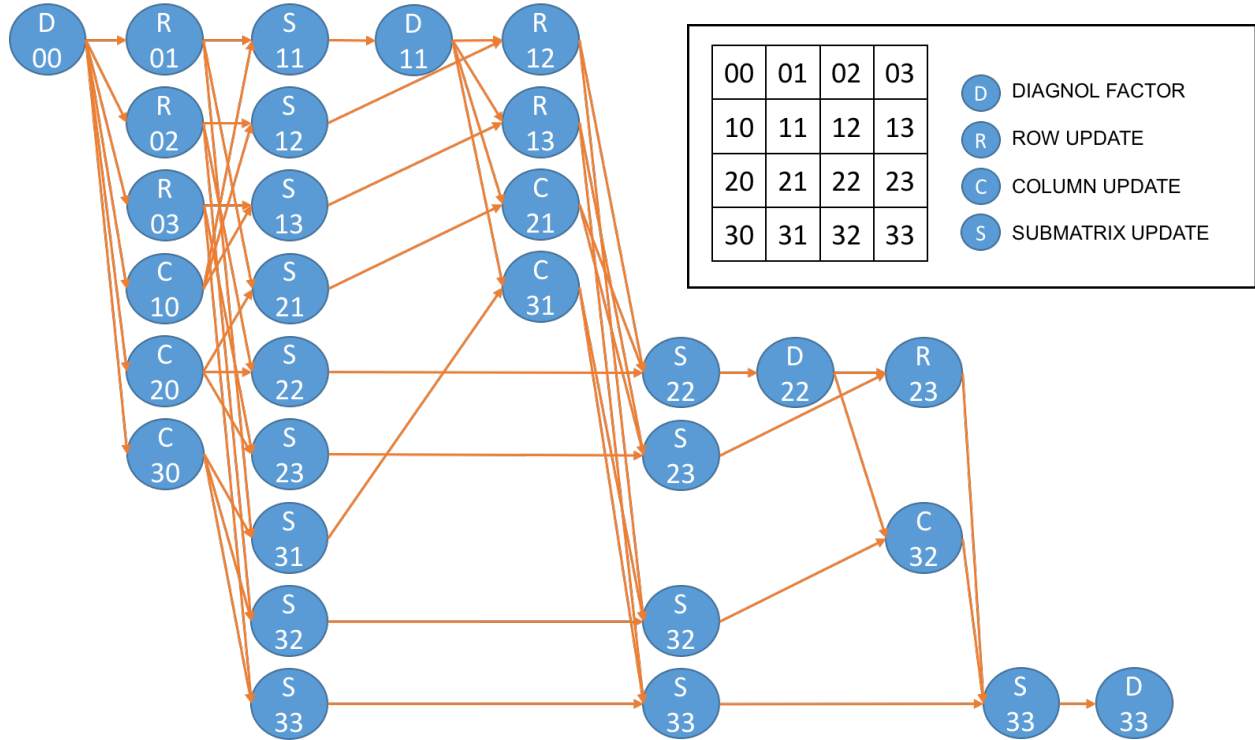 D
00
R
01
S
11
D
11
R
12
R
02
S
12
R
13
R
03
S
13
C
21
C
10
S
21
C
31
C
20
S
22
S
22
D
22
R
23
C
30
S
23
S
23
S
31
C
32
S
32
S
32
S
33
S
33
S
33
D
33
00 01 02 03
10 11 12 13
20 21 22 23
30 31 32 33
D DIAGNOL FACTOR
R ROW UPDATE
C COLUMN UPDATE
S SUBMATRIX UPDATE